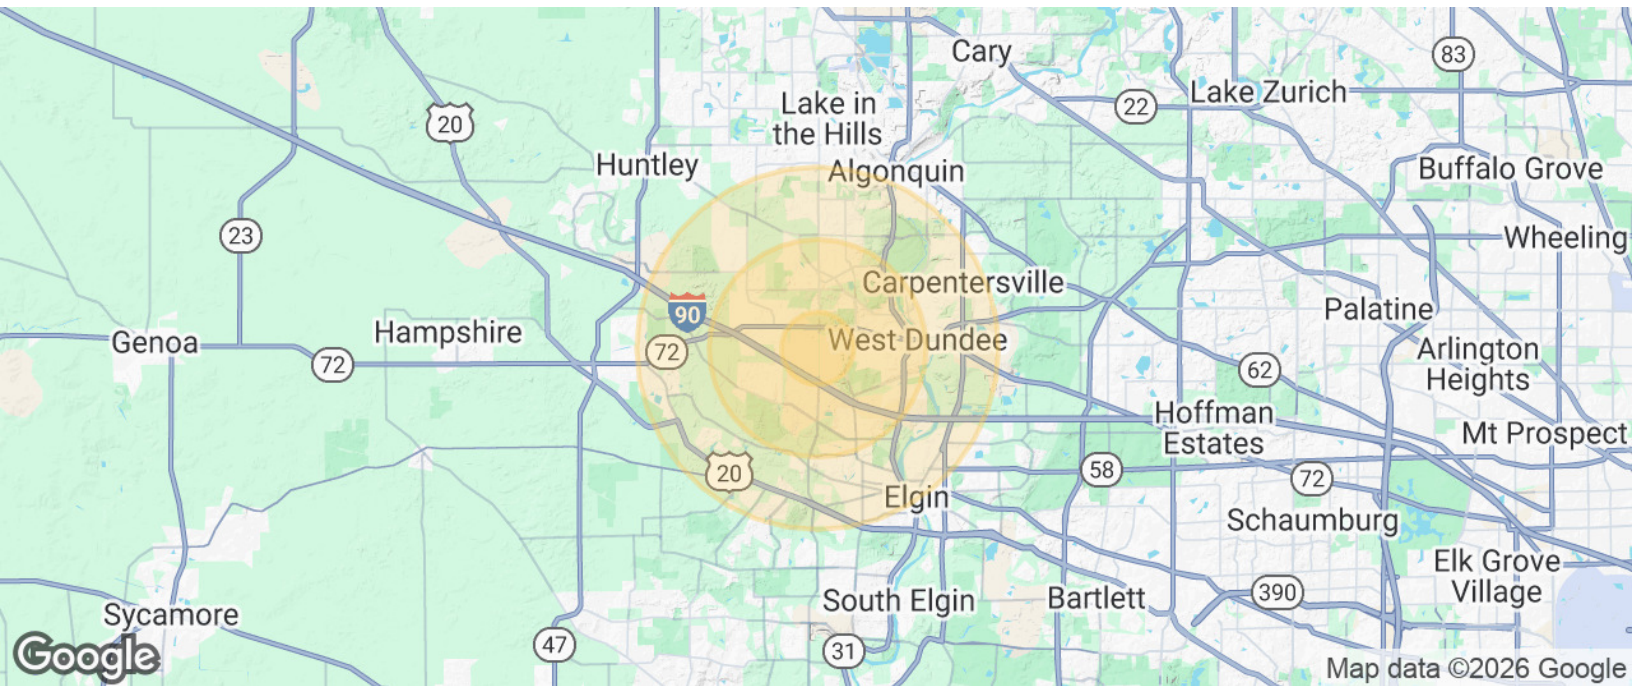 Cary
83
Lake in
the Hills
22
Lake Zurich
20
Huntley
Algonquin
Buffalo Grove
23
Wheeling
Carpentersville
90
Palatine
Genoa
Hampshire
72
72
West Dundee
62
Arlington
Heights
Hoffman
Estates
Mt Prospect
20
58
72
Elgin
Schaumburg
Elk Grove
Village
390
Sycamore
South Elgin
Bartlett
47
31
Google
Map data ©2026 Google